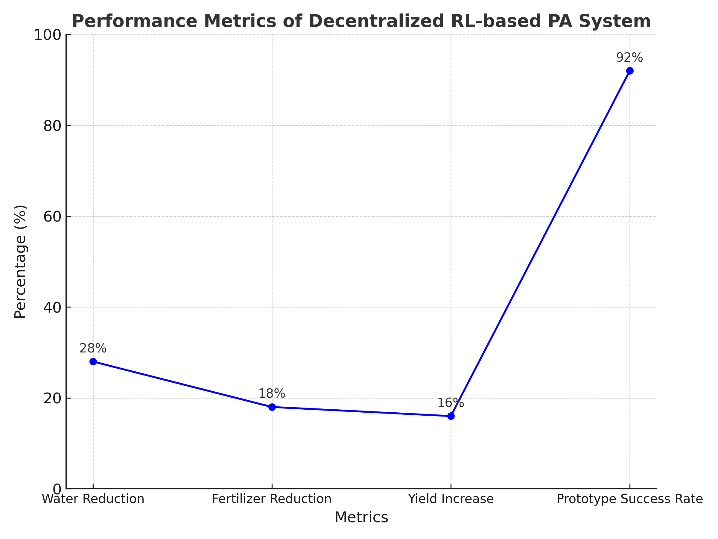 Performance Metrics of Decentralized RL-based PA System
100
80
60
40
20
0
Percentage (%)
28%
18%
16%
92%
Water Reduction
Fertilizer Reduction
Yield Increase
Prototype Success Rate
Metrics